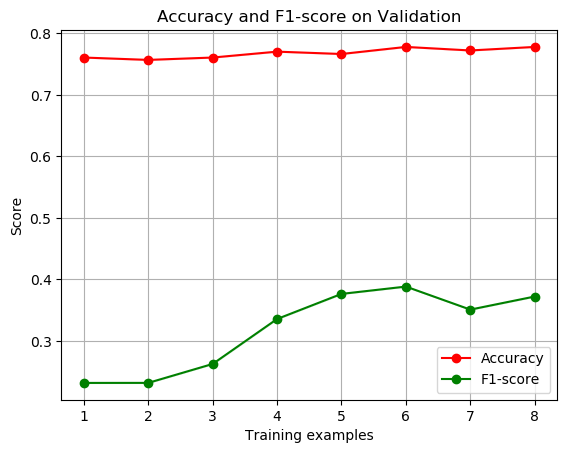 Accuracy and F1-score on Validation
0.8
0.7
0.6
0.5
0.4
0.3
Score
1 2 3 4 5 6 7 8
Training examples
Accuracy
F1-score